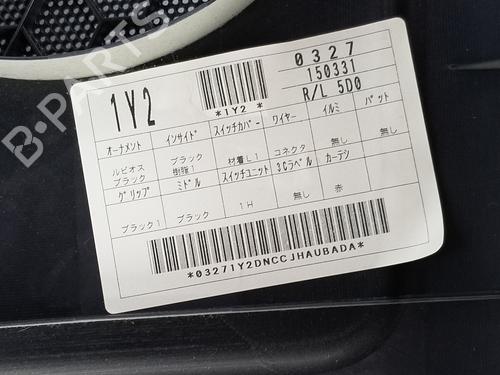 B-PARTS
1Y2
*1Y2 *
0327
150331
R/L 5D0
オーナメント インサイド スイッチカバー ワイヤー イルミ パット
ルビオス ブラック 材着L1 コネクタ 無し 無し
ブラック 樹脂1
グリップ ミドル スイッチユニット 3Cラベル カーテシ
ブラック1 ブラック 1H 無し 赤
*03271Y2DNCCJHAUBADA*